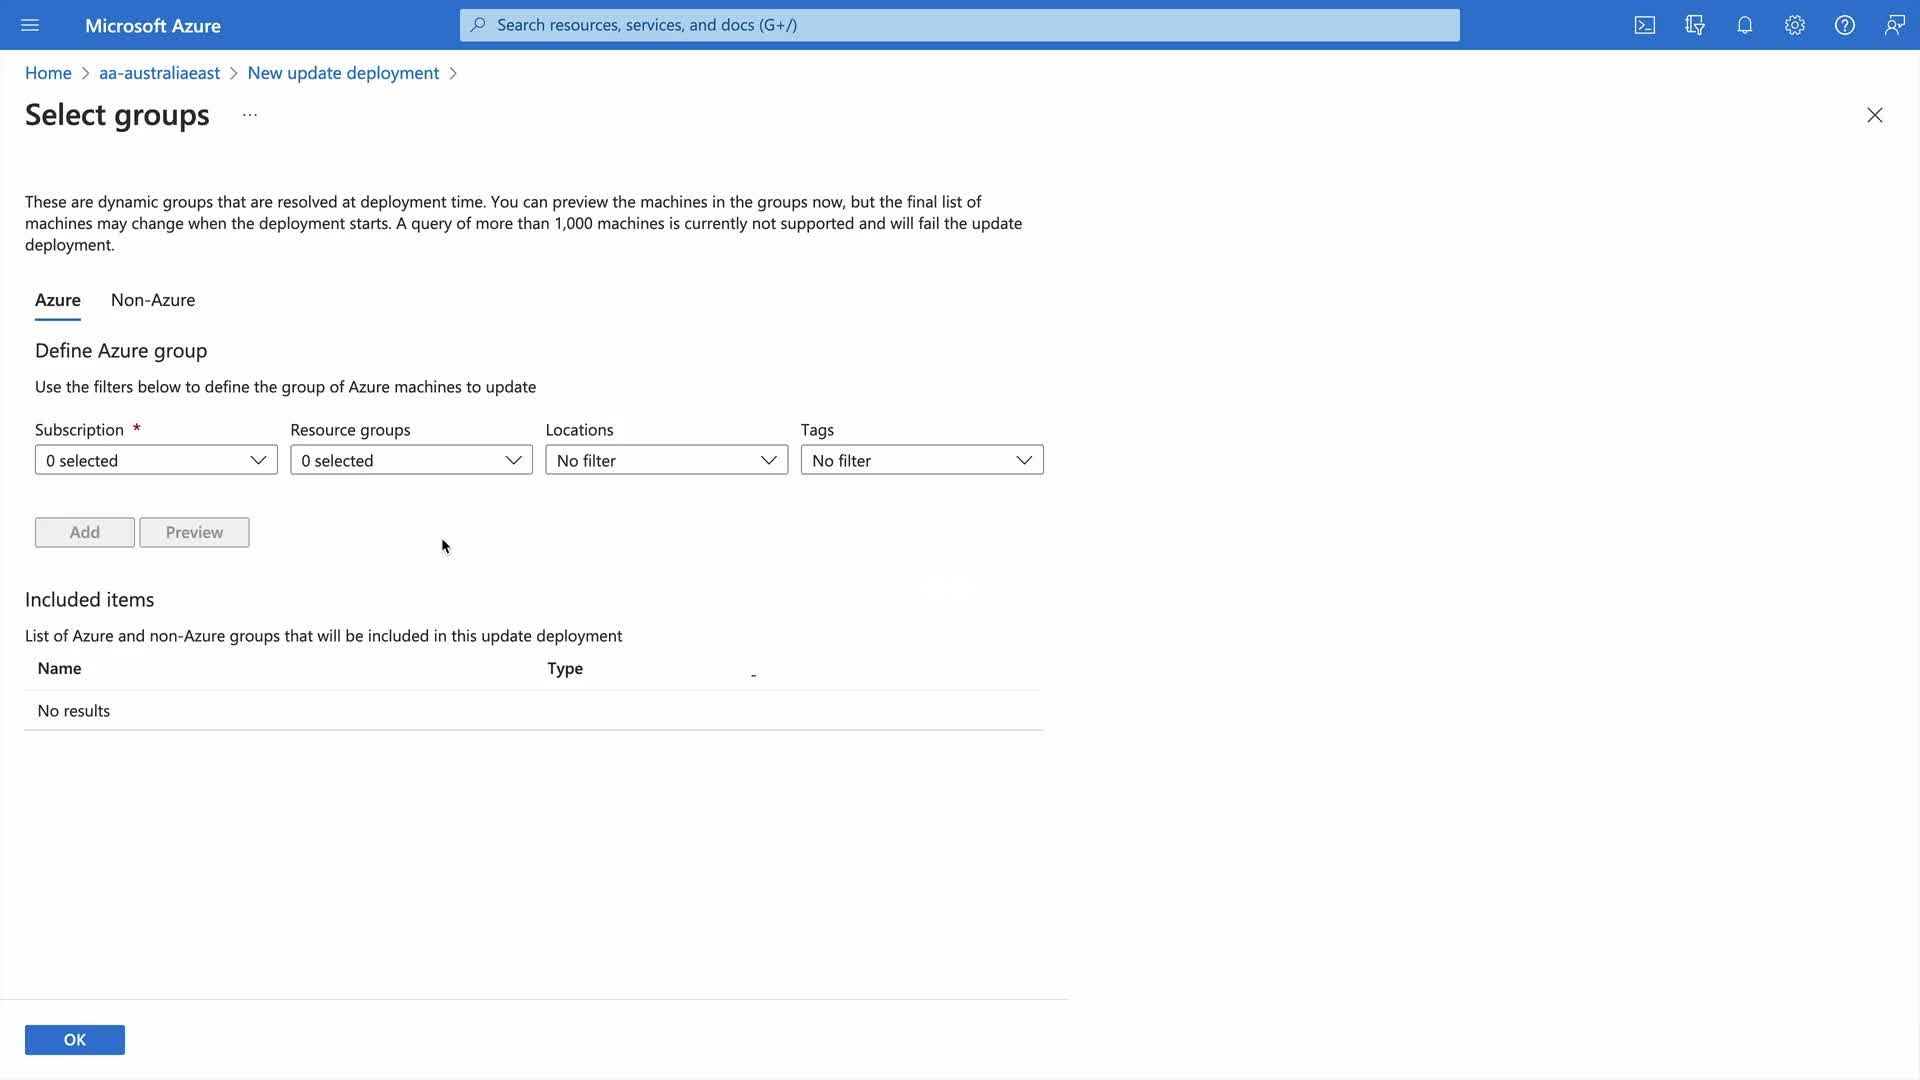 Microsoft Azure
Search resources, services, and docs (G+/)
Home > aa-australiaeast > New update deployment >
Select groups ...
These are dynamic groups that are resolved at deployment time. You can preview the machines in the groups now, but the final list of
machines may change when the deployment starts. A query of more than 1,000 machines is currently not supported and will fail the update
deployment.
Azure Non-Azure
Define Azure group
Use the filters below to define the group of Azure machines to update
Subscription * Resource groups Locations Tags
0 selected 0 selected No filter No filter
Add Preview
Included items
List of Azure and non-Azure groups that will be included in this update deployment
Name Type -
No results
OK